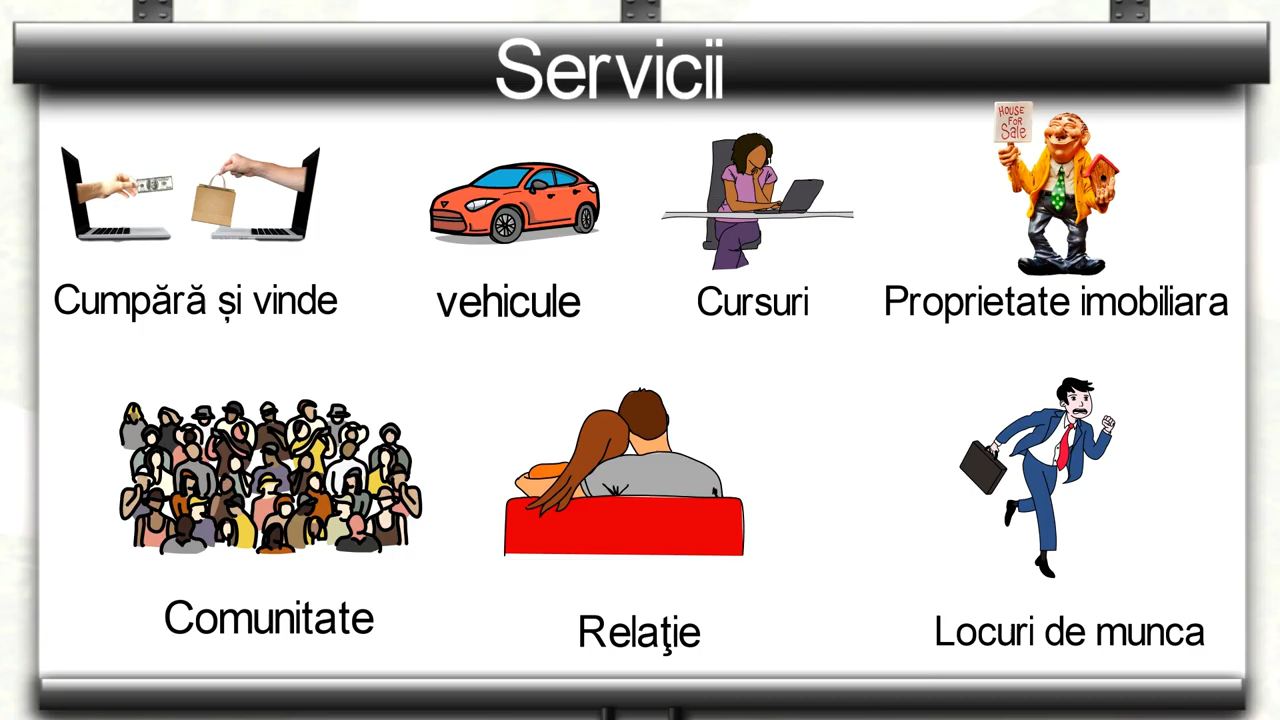 Servicii
HOUSE
FOR
Sale
Cumpără și vinde
vehicule
Cursuri
Proprietate imobiliara
Comunitate
Relaţie
Locuri de munca